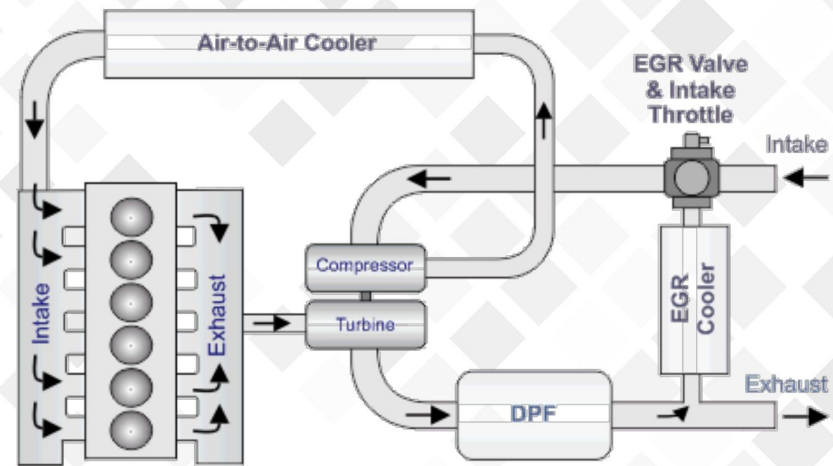 Air-to-Air Cooler
EGR Valve
& Intake
Throttle
Intake
Compressor
Turbine
Intake
Exhaust
EGR
Cooler
DPF
Exhaust